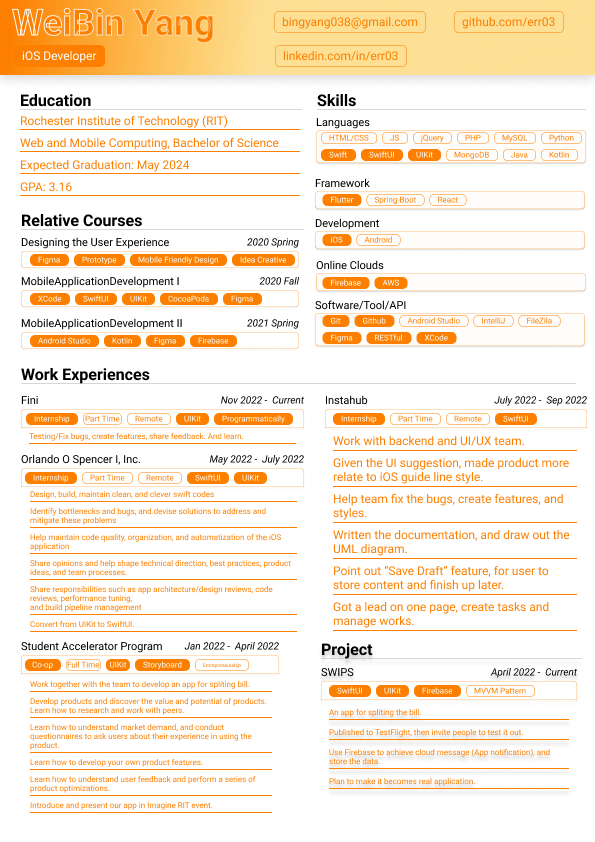 WeiBin Yang
iOS Developer
bingyang038@gmail.com
github.com/err03
linkedin.com/in/err03
Education
Rochester Institute of Technology (RIT)
Web and Mobile Computing, Bachelor of Science
Expected Graduation: May 2024
GPA: 3.16
Relative Courses
Designing the User Experience 2020 Spring
Figma Prototype Mobile Friendly Design Idea Creative
MobileApplicationDevelopment I 2020 Fall
XCode SwiftUI UIKit CocoaPods Figma
MobileApplicationDevelopment II 2021 Spring
Android Studio Kotlin Figma Firebase
Skills
Languages
HTML/CSS JS jQuery PHP MySQL Python
Swift SwiftUI UIKit MongoDB Java Kotlin
Framework
Flutter Spring-Boot React
Development
iOS Android
Online Clouds
Firebase AWS
Software/Tool/API
Git Github Android Studio IntelliJ FileZila
Figma RESTful XCode
Work Experiences
Fini Nov 2022 - Current
Internship Part Time Remote UIKit Programmatically
Testing/Fix bugs, create features, share feedback. And learn.
Orlando O Spencer I, Inc. May 2022 - July 2022
Internship Part Time Remote SwiftUI UIKit
Design, build, maintain clean, and clever swift codes
Identify bottlenecks and bugs, and devise solutions to address and
mitigate these problems
Help maintain code quality, organization, and automatization of the iOS
application
Share opinions and help shape technical direction, best practices, product
ideas, and team processes.
Share responsibilities such as app architecture/design reviews, code
reviews, performance tuning,
and build pipeline management
Convert from UIKit to SwiftUI.
Student Accelerator Program Jan 2022 - April 2022
Co-op Full Time UIKit Storyboard Entrepreneurship
Work together with the team to develop an app for spliting bill.
Develop products and discover the value and potential of products.
Learn how to research and work with peers.
Learn how to understand market demand, and conduct
questionnaires to ask users about their experience in using the
product.
Learn how to develop your own product features.
Learn how to understand user feedback and perform a series of
product optimizations.
Introduce and present our app in Imagine RIT event.
Instahub July 2022 - Sep 2022
Internship Part Time Remote SwiftUI
Work with backend and UI/UX team.
Given the UI suggestion, made product more
relate to iOS guide line style.
Help team fix the bugs, create features, and
styles.
Written the documentation, and draw out the
UML diagram.
Point out “Save Draft” feature, for user to
store content and finish up later.
Got a lead on one page, create tasks and
manage works.
Project
SWIPS April 2022 - Current
SwiftUI UIKit Firebase MVVM Pattern
An app for spliting the bill.
Published to TestFlight, then invite people to test it out.
Use Firebase to achieve cloud message (App notification), and
store the data.
Plan to make it becomes real application.